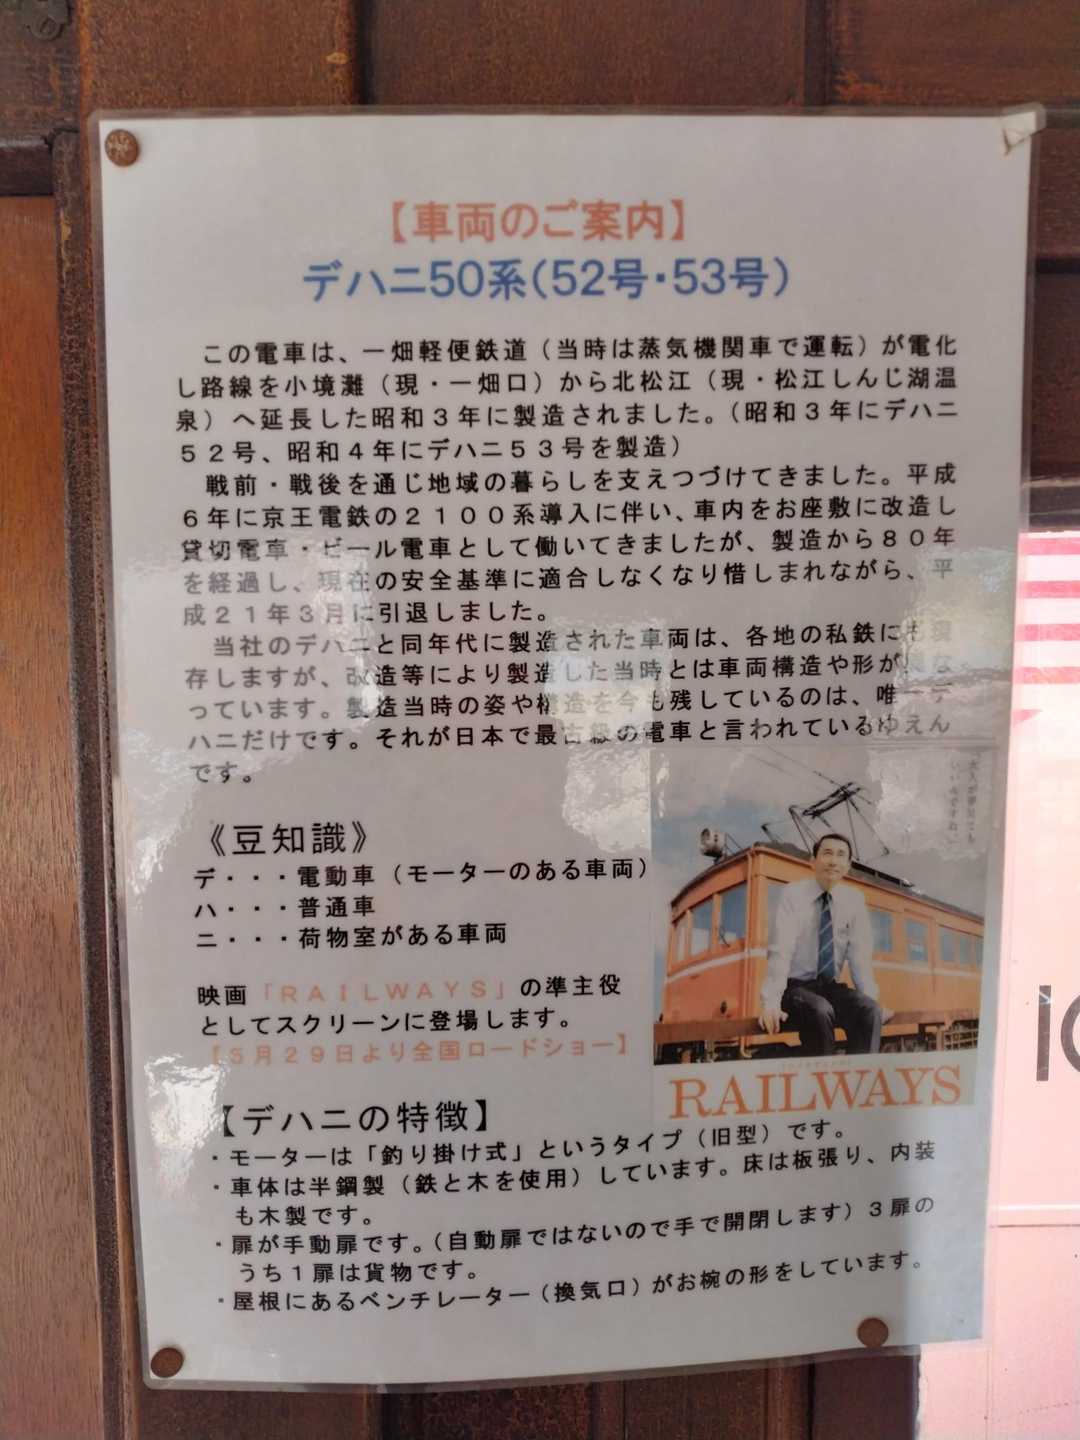 【車両のご案内】
デハニ50系(52号・53号)
この電車は、一畑軽便鉄道（当時は蒸気機関車で運転）が電化
し路線を小境灘（現・一畑口）から北松江（現・松江しんじ湖温
泉）へ延長した昭和３年に製造されました。（昭和３年にデハニ
５２号、昭和４年にデハニ５３号を製造）
戦前・戦後を通じ地域の暮らしを支えつづけてきました。平成
６年に京王電鉄の２１００系導入に伴い、車内をお座敷に改造し
貸切電車・ビール電車として働いてきましたが、製造から８０年
を経過し、現在の安全基準に適合しなくなり惜しまれながら、平
成２１年３月に引退しました。
当社のデハニと同年代に製造された車両は、各地の私鉄にも現
存しますが、改造等により製造した当時とは車両構造や形が異な
っています。製造当時の姿や構造を今も残しているのは、唯一デ
ハニだけです。それが日本で最古級の電車と言われているゆえん
です。
《豆知識》
デ・・・電動車（モーターのある車両）
ハ・・・普通車
ニ・・・荷物室がある車両
映画「ＲＡＩＬＷＡＹＳ」の準主役
としてスクリーンに登場します。
【５月２９日より全国ロードショー】
RAILWAYS
【デハニの特徴】
・モーターは「釣り掛け式」というタイプ（旧型）です。
・車体は半鋼製（鉄と木を使用）しています。床は板張り、内装
も木製です。
・扉が手動扉です。（自動扉ではないので手で開閉します）３扉の
うち１扉は貨物です。
・屋根にあるベンチレーター（換気口）がお椀の形をしています。